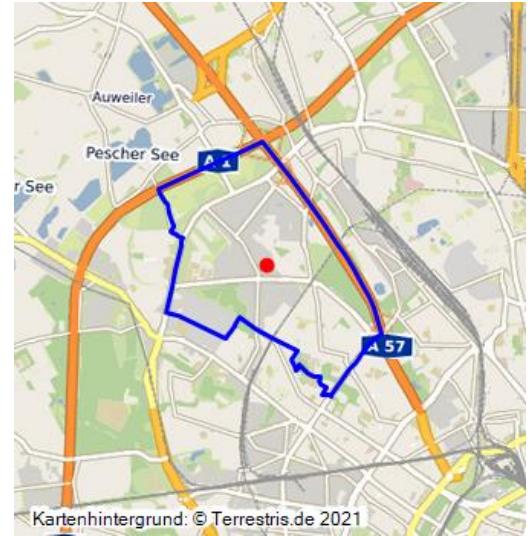 Auweiler
Pescher See
A 1
r See
A 57
Kartenhintergrund: © Terrestris.de 2021